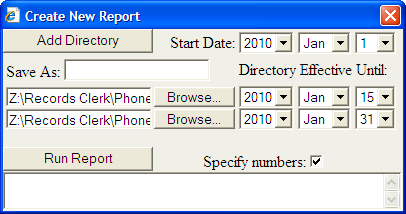 Create New Report
Add Directory Start Date: 2010 Jan 1
Save As: Directory Effective Until:
Z:\Records Clerk\Phone Browse... 2010 Jan 15
Z:\Records Clerk\Phone Browse... 2010 Jan 31
Run Report Specify numbers: